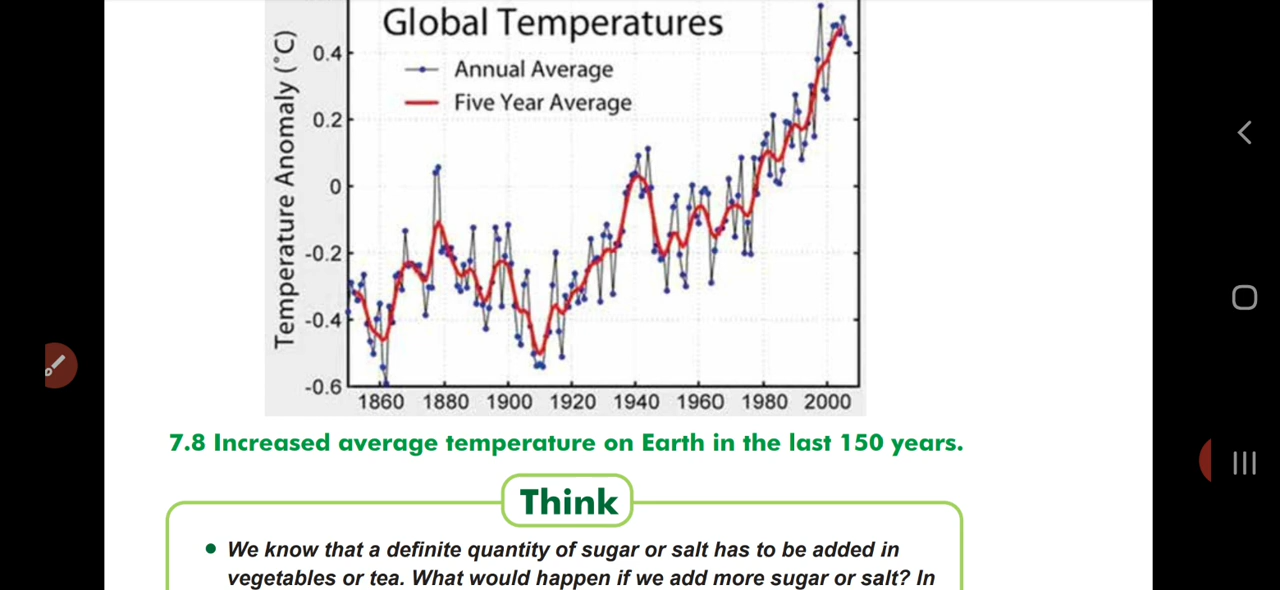 Global Temperatures
Temperature Anomaly (°C)
Annual Average
Five Year Average
0.4
0.2
0
-0.2
-0.4
-0.6
1860 1880 1900 1920 1940 1960 1980 2000
7.8 Increased average temperature on Earth in the last 150 years.
Think
• We know that a definite quantity of sugar or salt has to be added in
vegetables or tea. What would happen if we add more sugar or salt? In